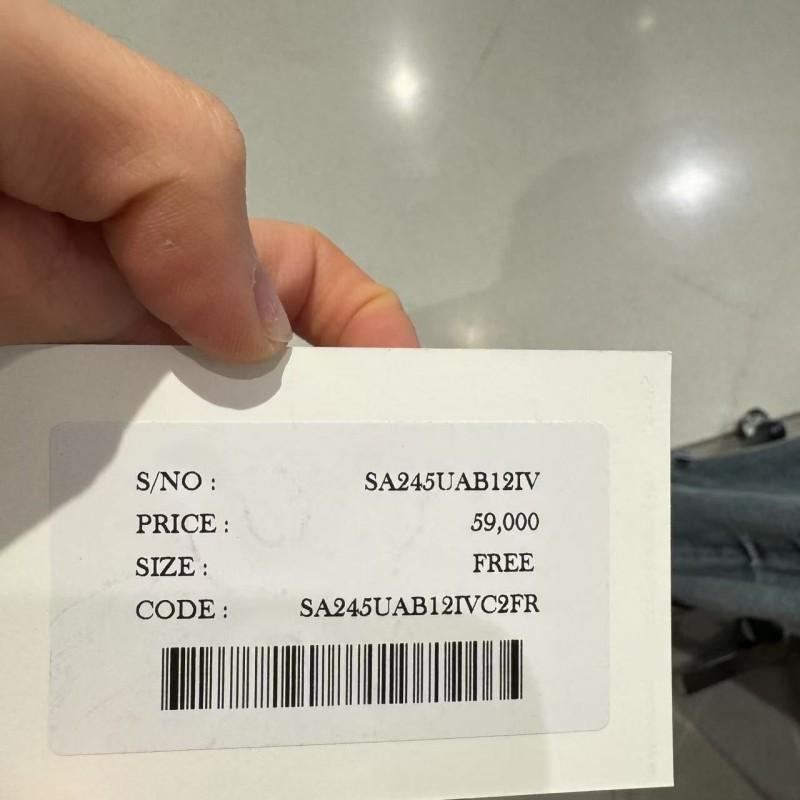 S/NO : SA245UAB12IV
PRICE : 59,000
SIZE : FREE
CODE : SA245UAB12IVC2FR